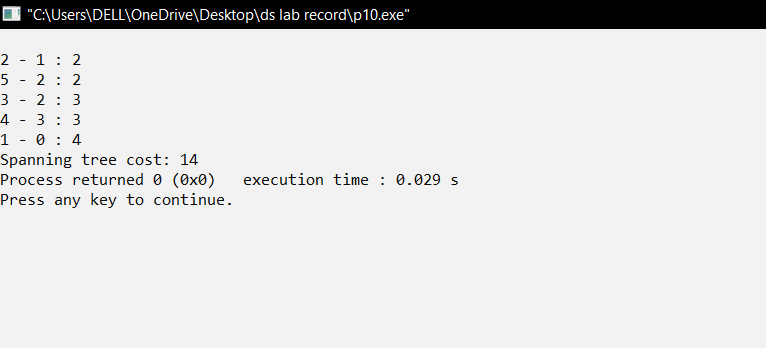 "C:\Users\DELL\OneDrive\Desktop\ds lab record\p10.exe"
2 - 1 : 2
5 - 2 : 2
3 - 2 : 3
4 - 3 : 3
1 - 0 : 4
Spanning tree cost: 14
Process returned 0 (0x0)   execution time : 0.029 s
Press any key to continue.